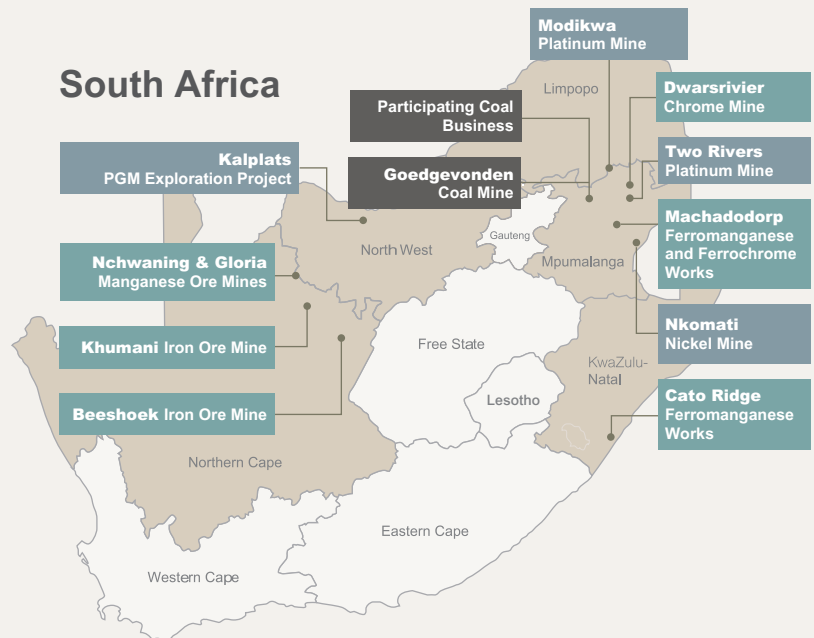 South Africa
Modikwa
Platinum Mine
Limpopo
Dwarsrivier
Chrome Mine
Participating Coal
Business
Two Rivers
Platinum Mine
Kalplats
PGM Exploration Project
Goedgevonden
Coal Mine
Machadodorp
Ferromanganese
and Ferrochrome
Works
Gauteng
North West
Mpumalanga
Nchwaning & Gloria
Manganese Ore Mines
Nkomati
Nickel Mine
Khumani Iron Ore Mine
Free State
KwaZulu-
Natal
Lesotho
Cato Ridge
Ferromanganese
Works
Beeshoek Iron Ore Mine
Northern Cape
Eastern Cape
Western Cape